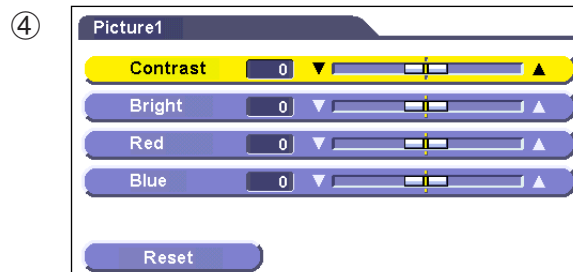 ④
Picture1
Contrast 0
Bright 0
Red 0
Blue 0
Reset